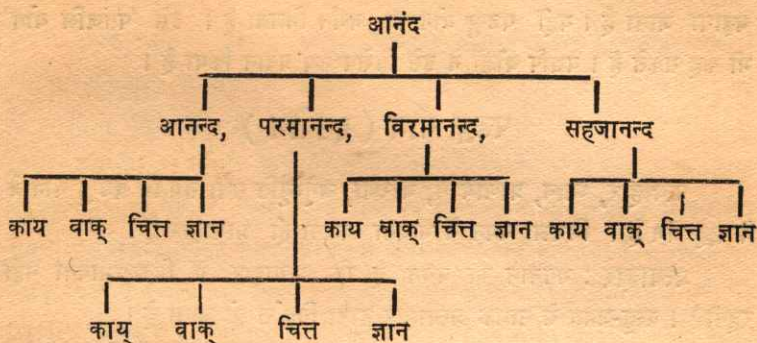 आनंद
आनन्द, परमानन्द, विरमानन्द, सहजानन्द
काय वाक् चित्त ज्ञान काय वाक् चित्त ज्ञान काय वाक् चित्त ज्ञान
काय् वाक् चित्त ज्ञान